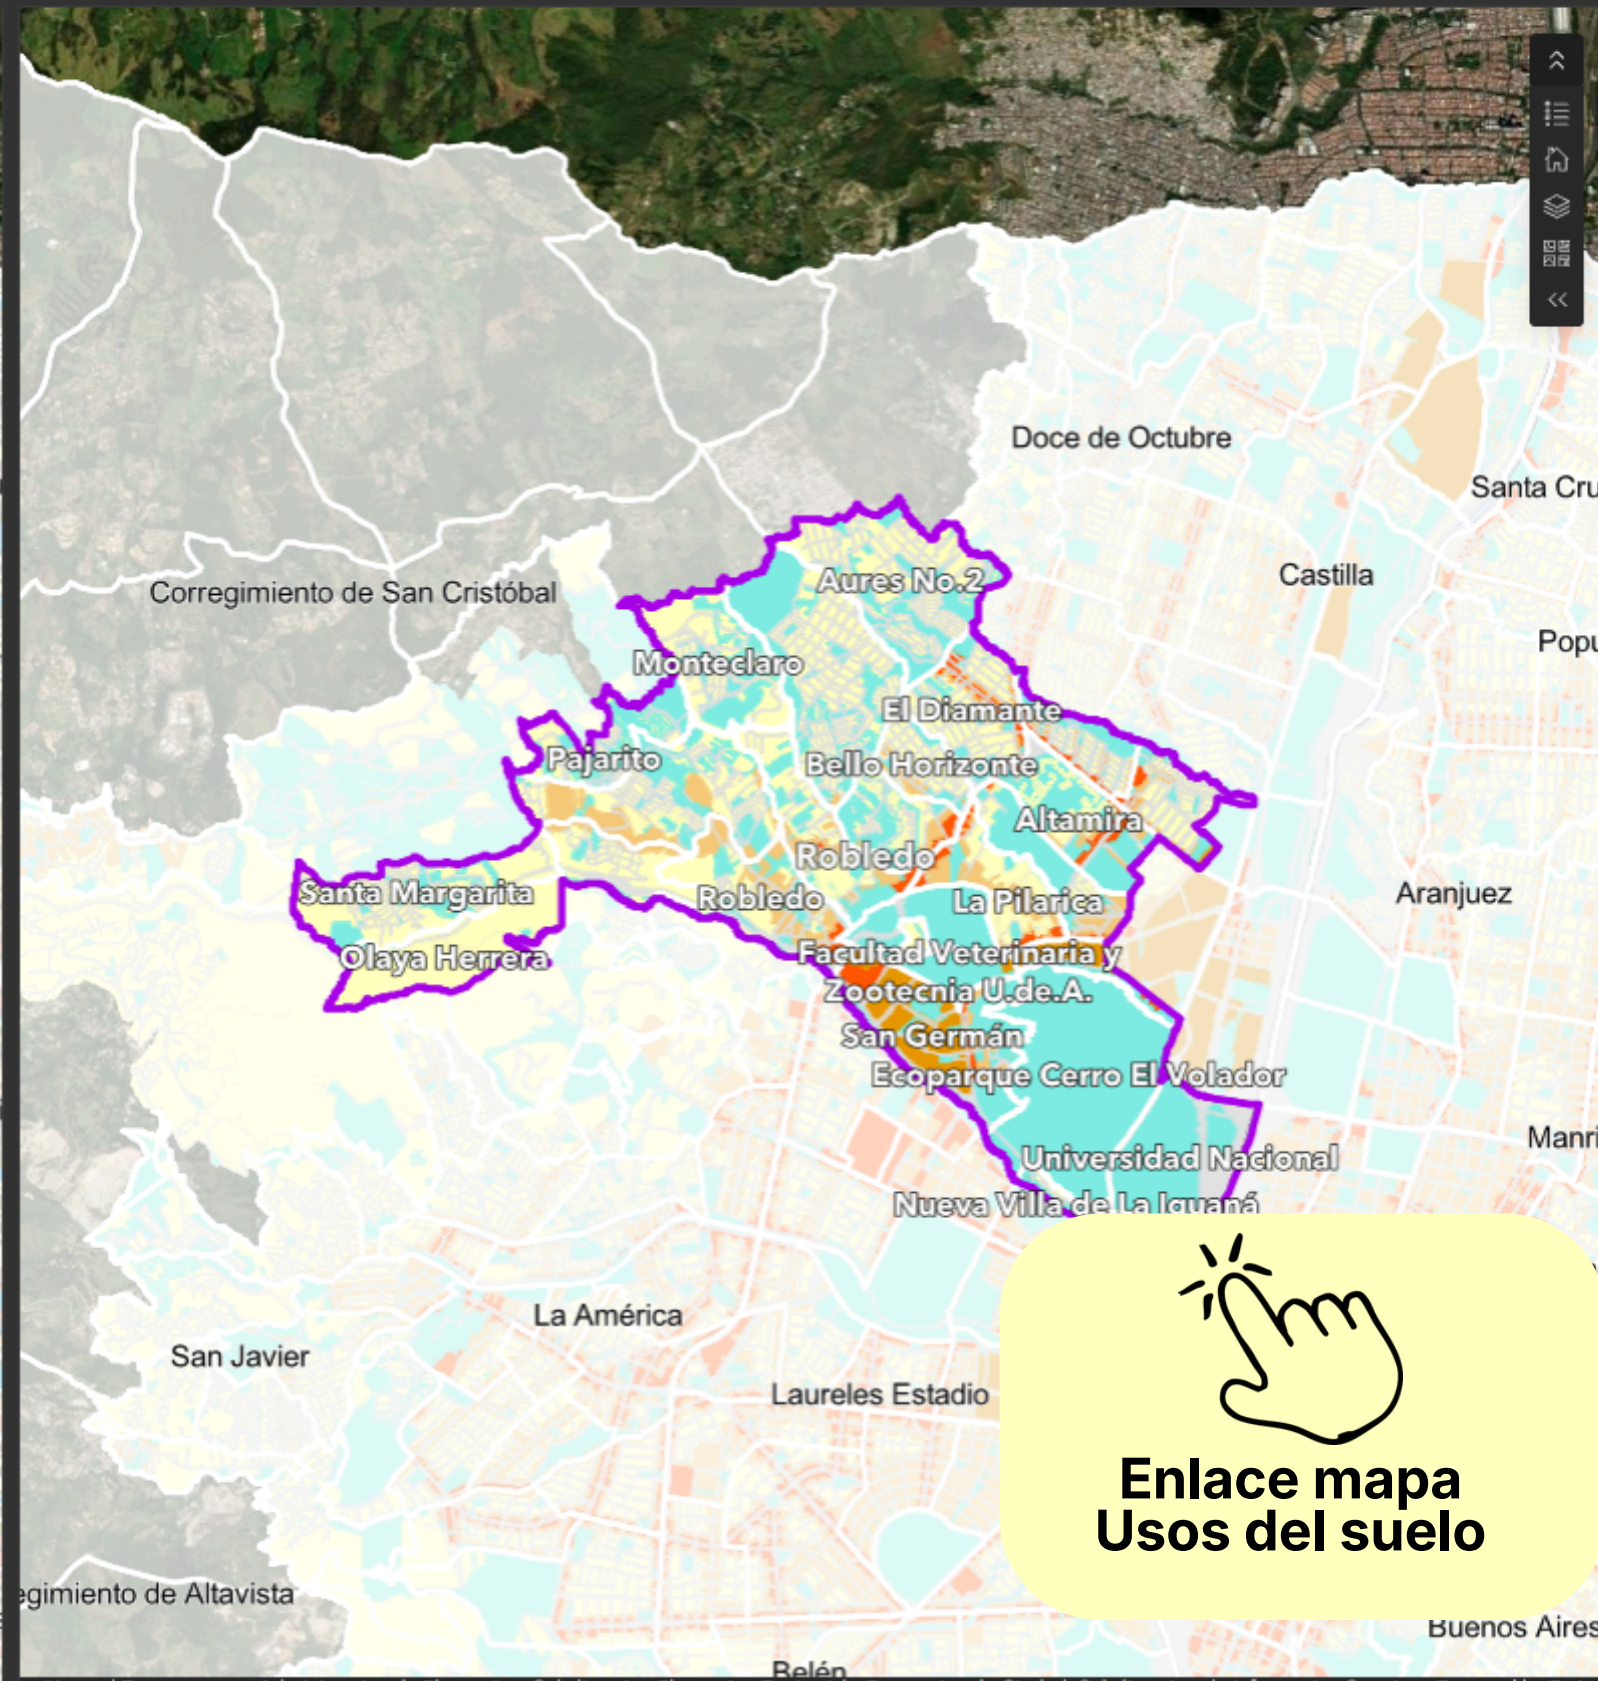 Doce de Octubre
Santa Cru
Castilla
Aures No.2
Corregimiento de San Cristóbal
Popu
Monteclaro
El Diamante
Pajarito
Bello Horizonte
Altamira
Robledo
Santa Margarita
Robledo
La Pilarica
Aranjuez
Olaya Herrera
Facultad Veterinaria y
Zootecnia U.de.A.
San Germán
Ecoparque Cerro El Volador
Manri
Universidad Nacional
Nueva Villa de La Iguaná
La América
San Javier
Laureles Estadio
Enlace mapa
Usos del suelo
egimiento de Altavista
Buenos Aires
Belén